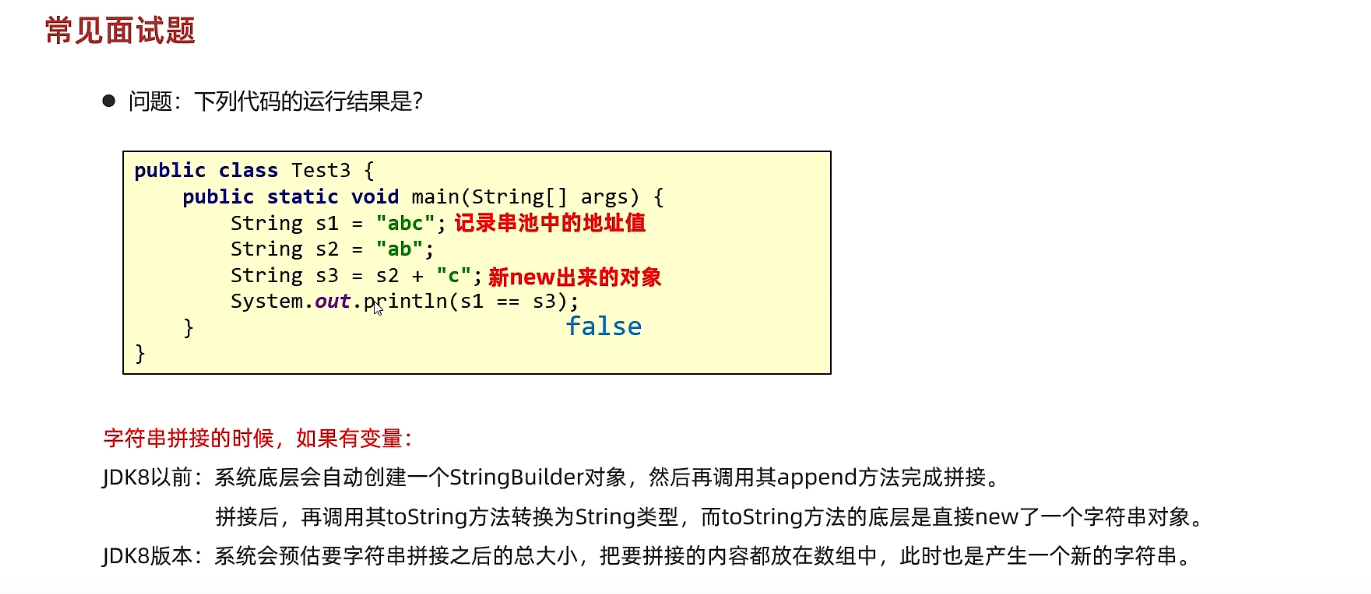 常见面试题
● 问题：下列代码的运行结果是？
public class Test3 {
    public static void main(String[] args) {
        String s1 = "abc"; 记录串池中的地址值
        String s2 = "ab";
        String s3 = s2 + "c"; 新new出来的对象
        System.out.println(s1 == s3);
    }                               false
}
字符串拼接的时候，如果有变量：
JDK8以前：系统底层会自动创建一个StringBuilder对象，然后再调用其append方法完成拼接。
拼接后，再调用其toString方法转换为String类型，而toString方法的底层是直接new了一个字符串对象。
JDK8版本：系统会预估要字符串拼接之后的总大小，把要拼接的内容都放在数组中，此时也是产生一个新的字符串。